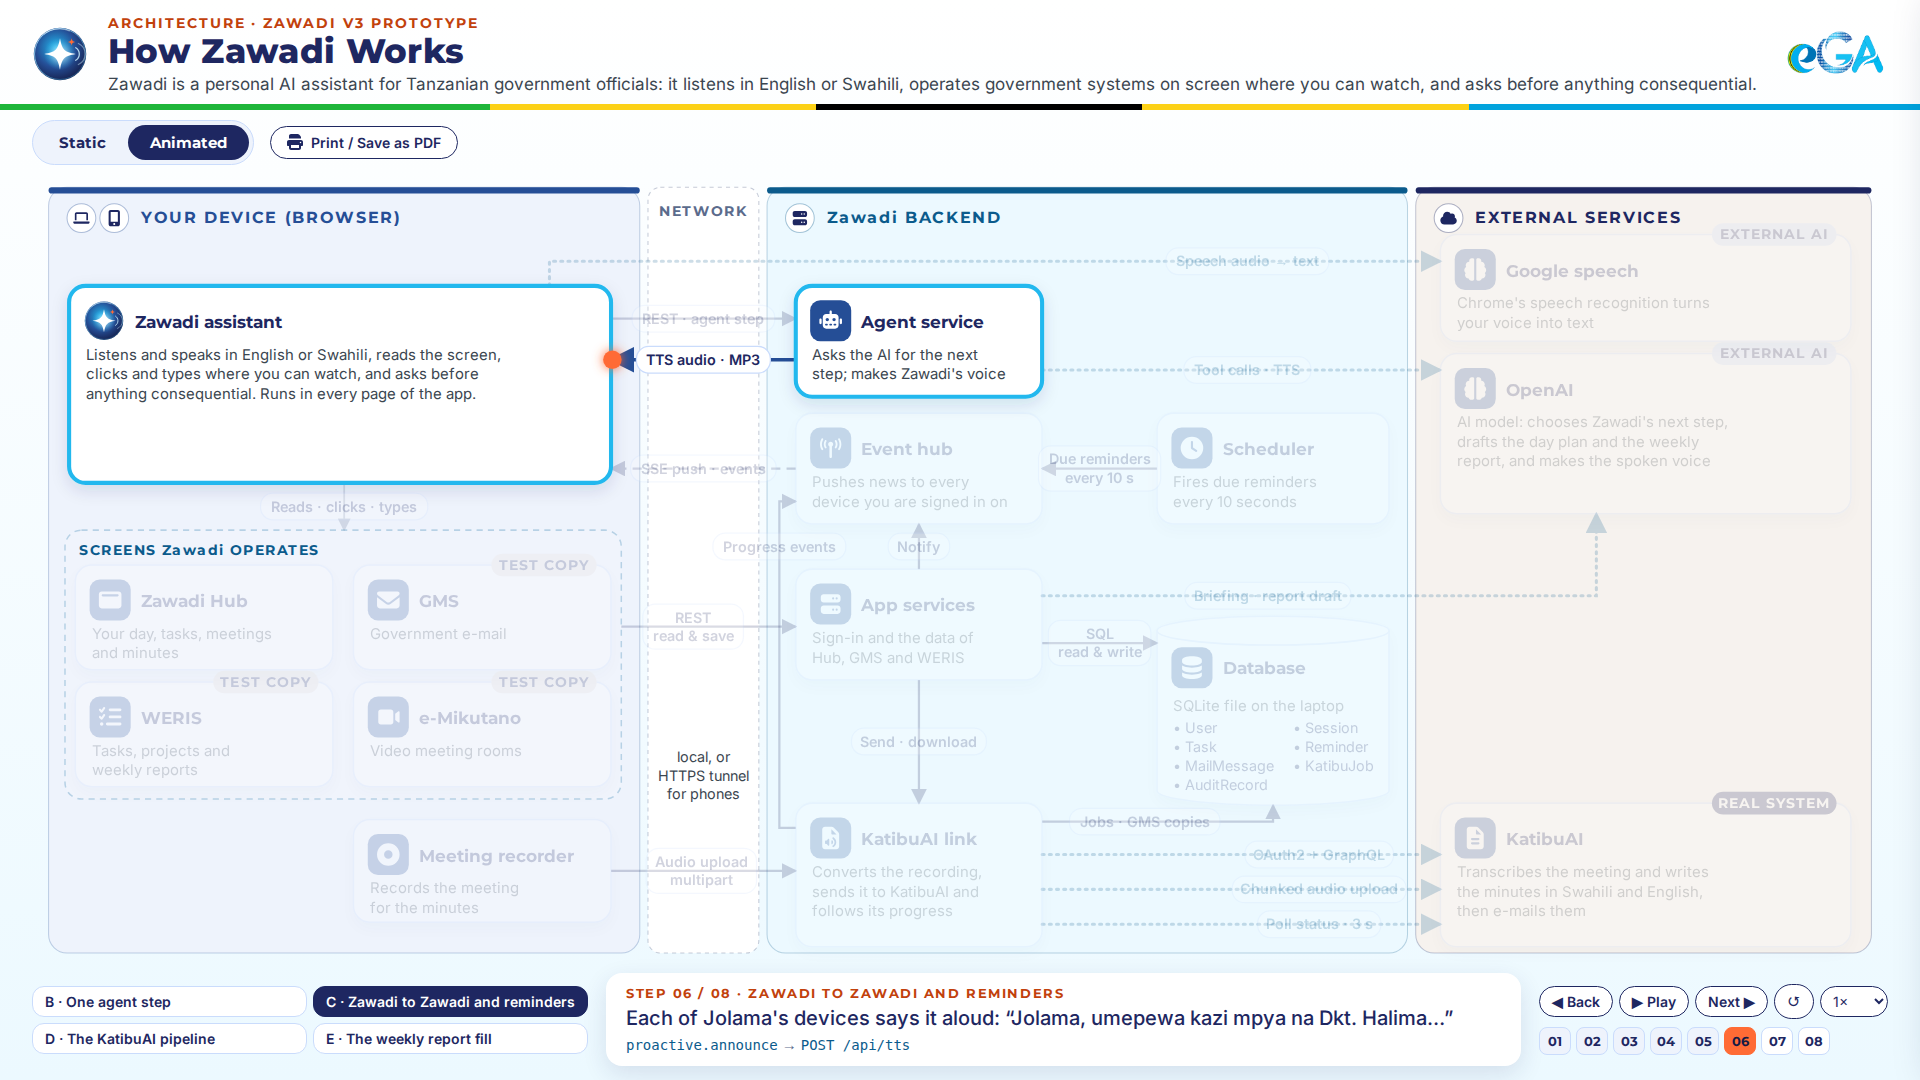 ARCHITECTURE · ZAWADI V3 PROTOTYPE
How Zawadi Works
Zawadi is a personal AI assistant for Tanzanian government officials: it listens in English or Swahili, operates government systems on screen where you can watch, and asks before anything consequential.
eGA
Static
Animated
Print / Save as PDF
YOUR DEVICE (BROWSER)
NETWORK
Zawadi BACKEND
EXTERNAL SERVICES
EXTERNAL AI
Speech audio → text
Google speech
Chrome's speech recognition turns
your voice into text
Zawadi assistant
Listens and speaks in English or Swahili, reads the screen,
clicks and types where you can watch, and asks before
anything consequential. Runs in every page of the app.
REST · agent step
TTS audio · MP3
Agent service
Asks the AI for the next
step; makes Zawadi's voice
Tool calls · TTS
EXTERNAL AI
OpenAI
AI model: chooses Zawadi's next step,
drafts the day plan and the weekly
report, and makes the spoken voice
SSE push · events
Event hub
Pushes news to every
device you are signed in on
Due reminders
every 10 s
Scheduler
Fires due reminders
every 10 seconds
Reads · clicks · types
Progress events
Notify
SCREENS Zawadi OPERATES
Zawadi Hub
Your day, tasks, meetings
and minutes
TEST COPY
GMS
Government e-mail
TEST COPY
WERIS
Tasks, projects and
weekly reports
TEST COPY
e-Mikutano
Video meeting rooms
REST
read & save
App services
Sign-in and the data of
Hub, GMS and WERIS
Briefing · report draft
SQL
read & write
Database
SQLite file on the laptop
• User
• Session
• Task
• Reminder
• MailMessage
• KatibuJob
• AuditRecord
local, or
HTTPS tunnel
for phones
Send · download
Meeting recorder
Records the meeting
for the minutes
Audio upload
multipart
KatibuAI link
Converts the recording,
sends it to KatibuAI and
follows its progress
Jobs · GMS copies
OAuth2 + GraphQL
Chunked audio upload
Poll status · 3 s
REAL SYSTEM
KatibuAI
Transcribes the meeting and writes
the minutes in Swahili and English,
then e-mails them
B · One agent step
C · Zawadi to Zawadi and reminders
D · The KatibuAI pipeline
E · The weekly report fill
STEP 06 / 08 · ZAWADI TO ZAWADI AND REMINDERS
Each of Jolama's devices says it aloud: “Jolama, umepewa kazi mpya na Dkt. Halima…”
proactive.announce → POST /api/tts
◀ Back
▶ Play
Next ▶
↺
1×
01
02
03
04
05
06
07
08